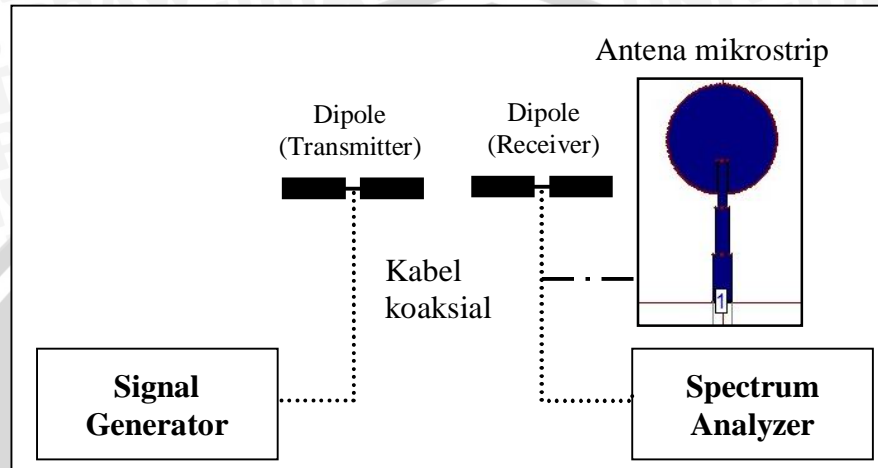 Antena mikrostrip
Dipole
(Transmitter)
Dipole
(Receiver)
Kabel
koaksial
1
Signal
Generator
Spectrum
Analyzer